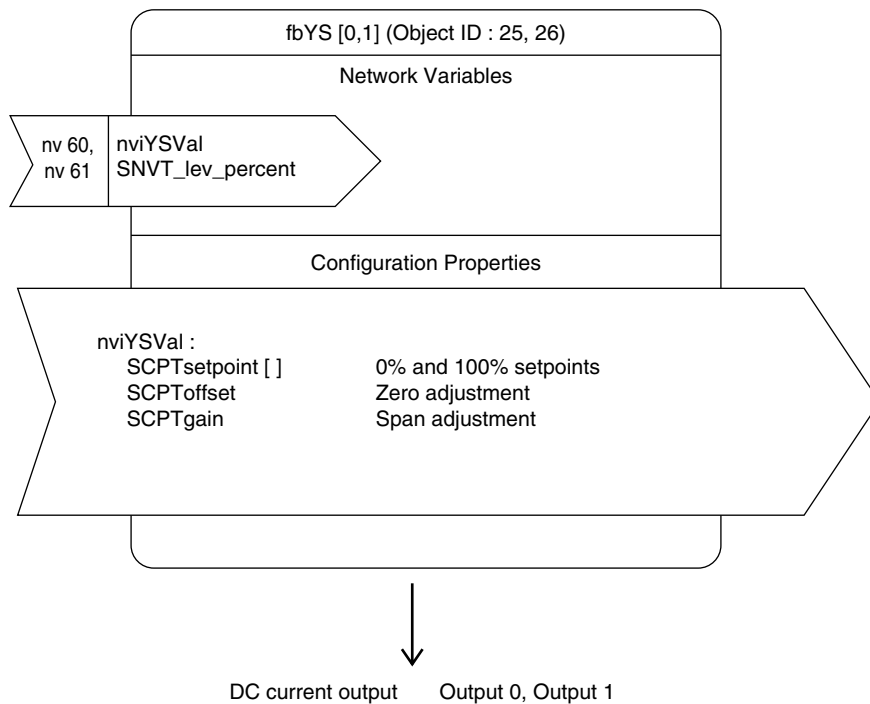 fbYS [0,1] (Object ID : 25, 26)
Network Variables
nv 60, nviYSVal
nv 61 SNVT_lev_percent
Configuration Properties
nviYSVal :
SCPTsetpoint [ ] 0% and 100% setpoints
SCPToffset Zero adjustment
SCPTgain Span adjustment
DC current output Output 0, Output 1